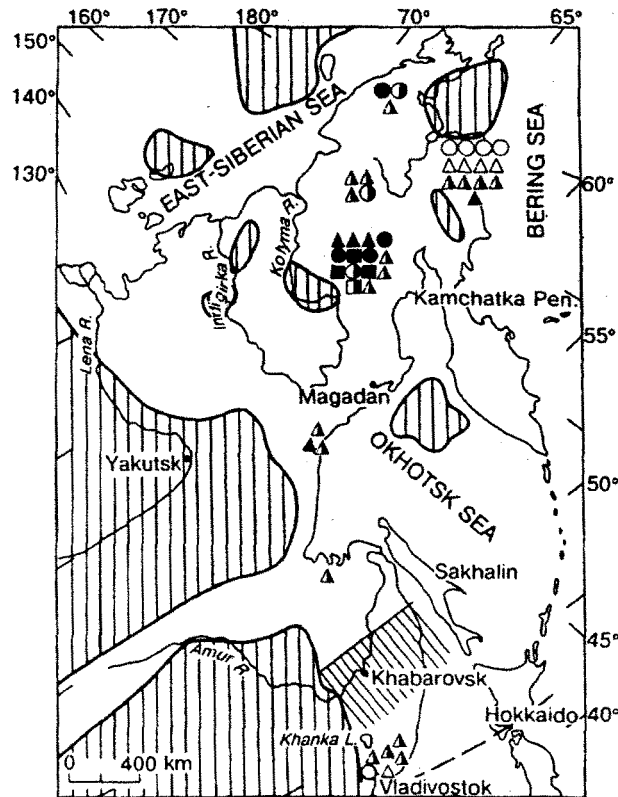 160° 170° 180° 70° 65°
150°
140°
130°
EAST-SIBERIAN SEA
BERING SEA
60°
Kolyma R.
Indigirka R.
Lena R.
Kamchatka Pen.
55°
Magadan
OKHOTSK SEA
Yakutsk
50°
Sakhalin
45°
Amur R.
Khabarovsk
Hokkaido
40°
Khanka L.
0 400 km
Vladivostok